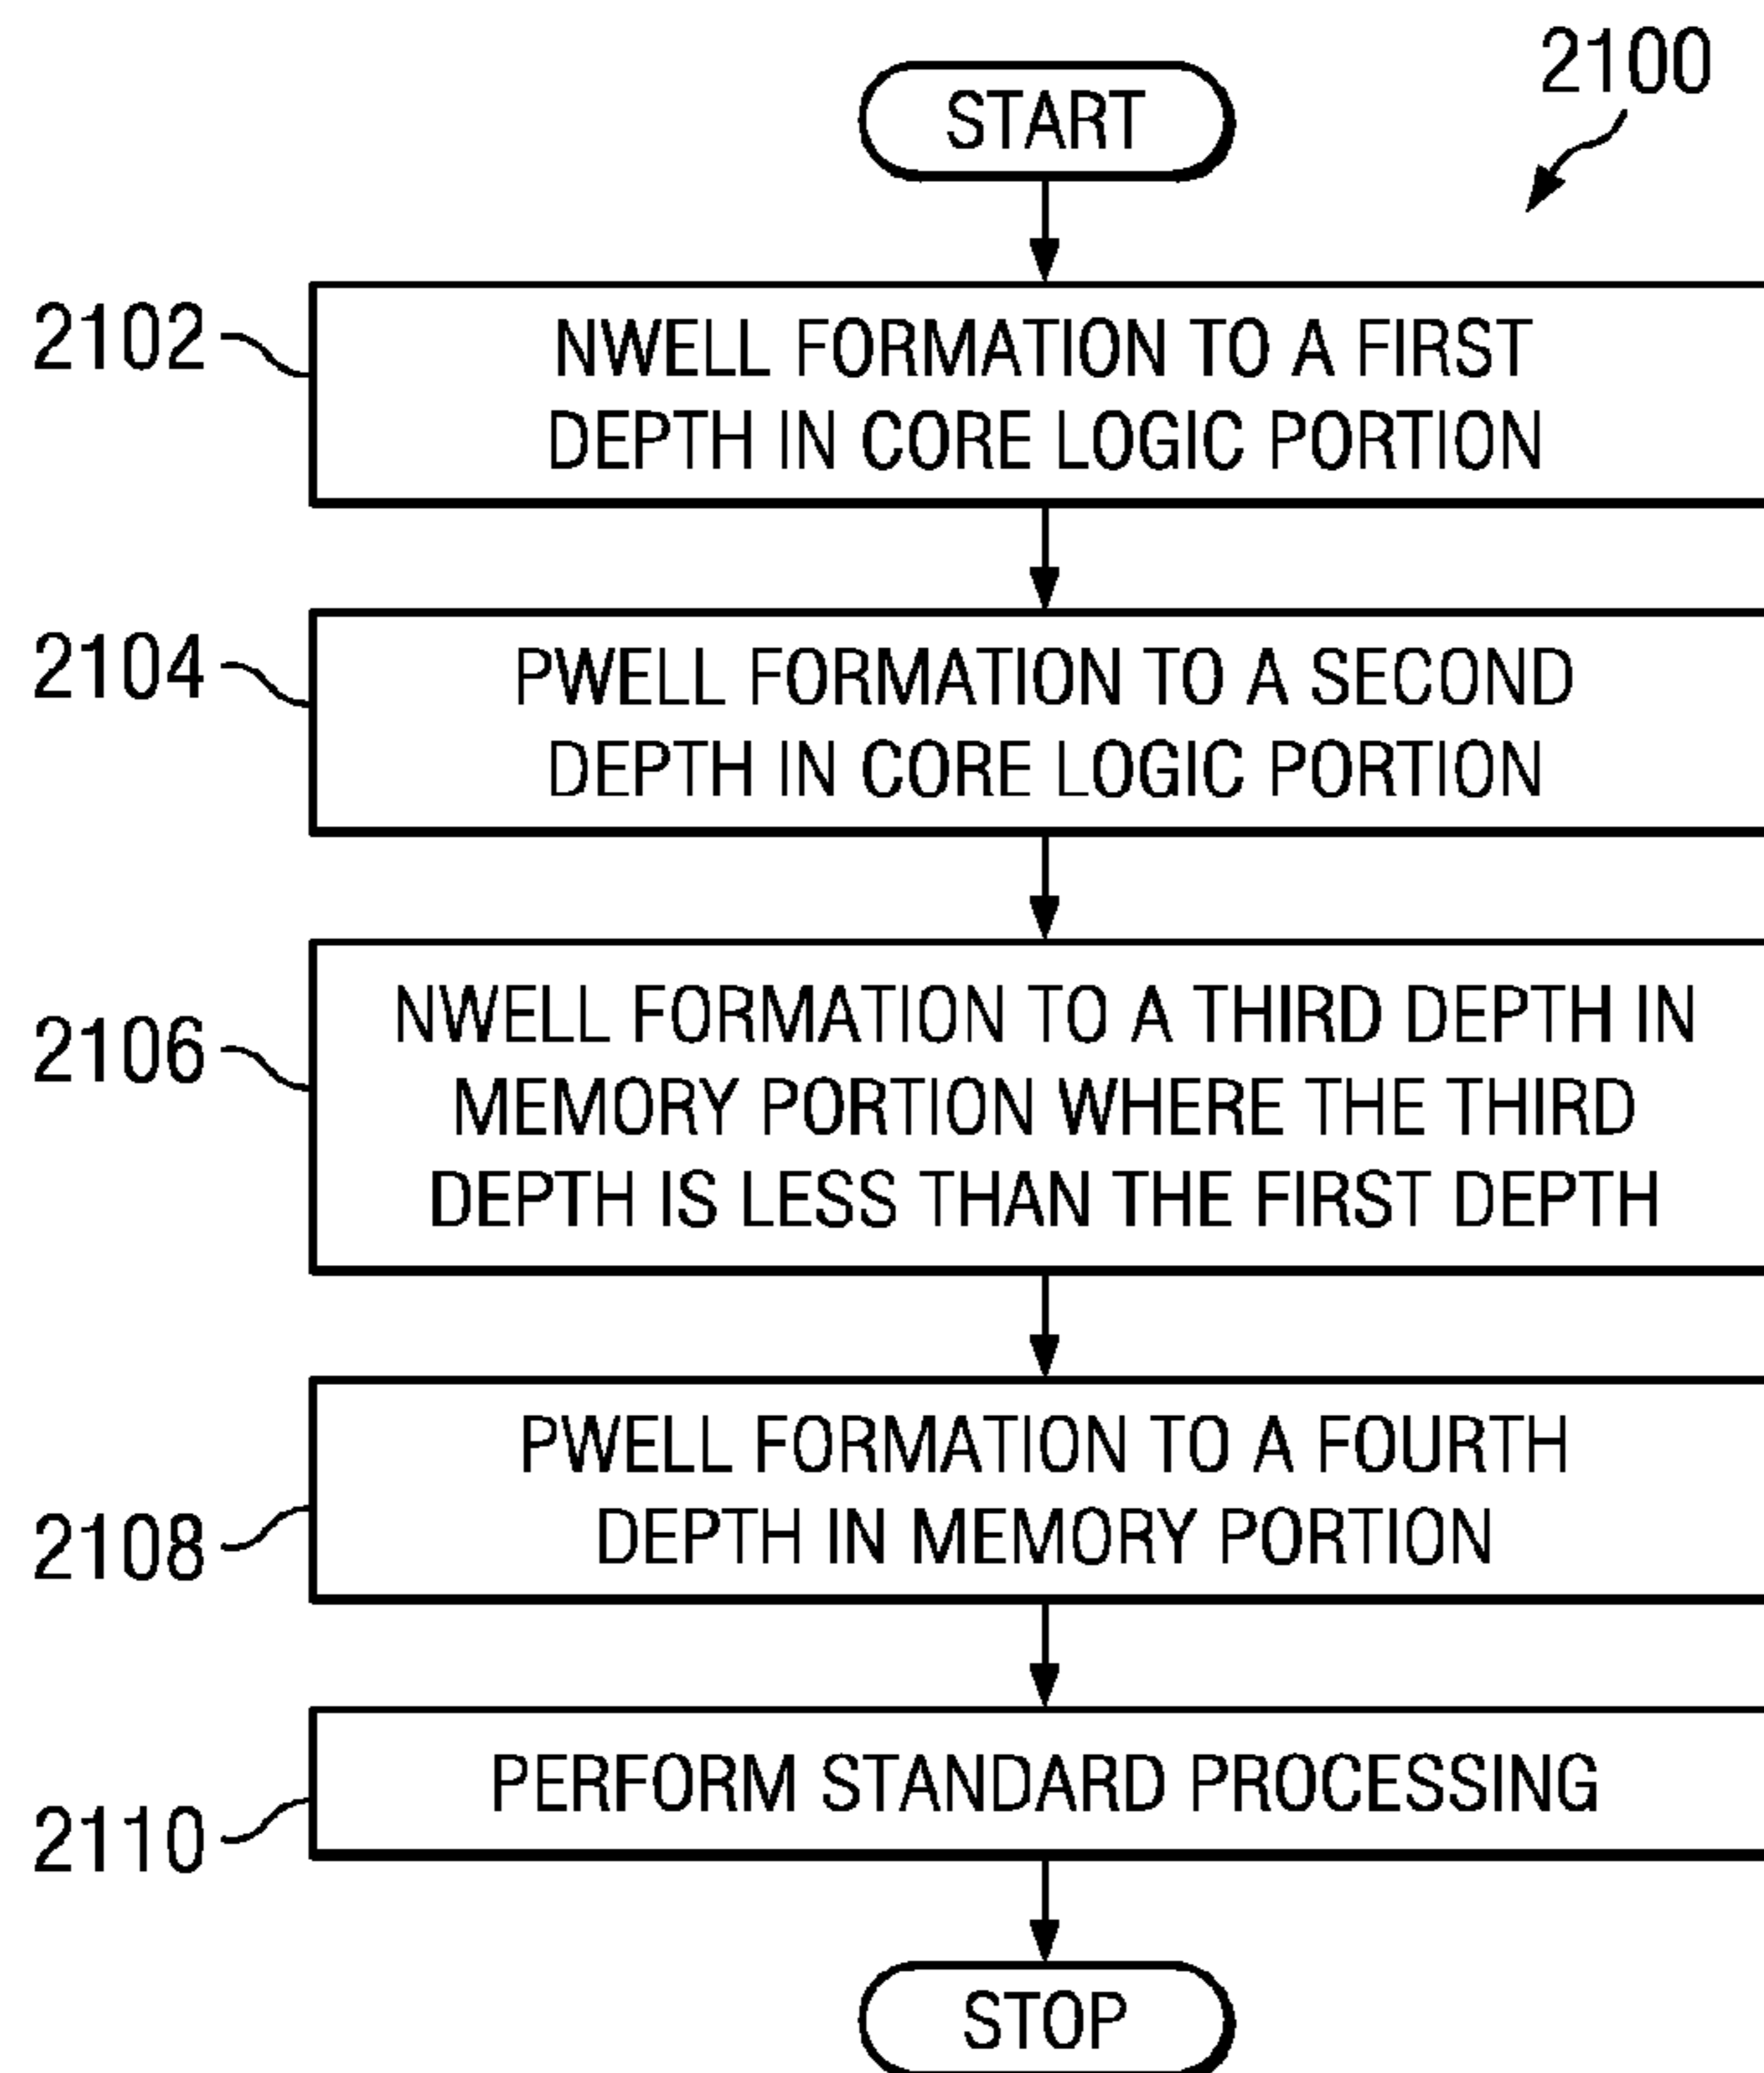 2100
START
2102
NWELL FORMATION TO A FIRST
DEPTH IN CORE LOGIC PORTION
2104
PWELL FORMATION TO A SECOND
DEPTH IN CORE LOGIC PORTION
2106
NWELL FORMATION TO A THIRD DEPTH IN
MEMORY PORTION WHERE THE THIRD
DEPTH IS LESS THAN THE FIRST DEPTH
2108
PWELL FORMATION TO A FOURTH
DEPTH IN MEMORY PORTION
2110
PERFORM STANDARD PROCESSING
STOP